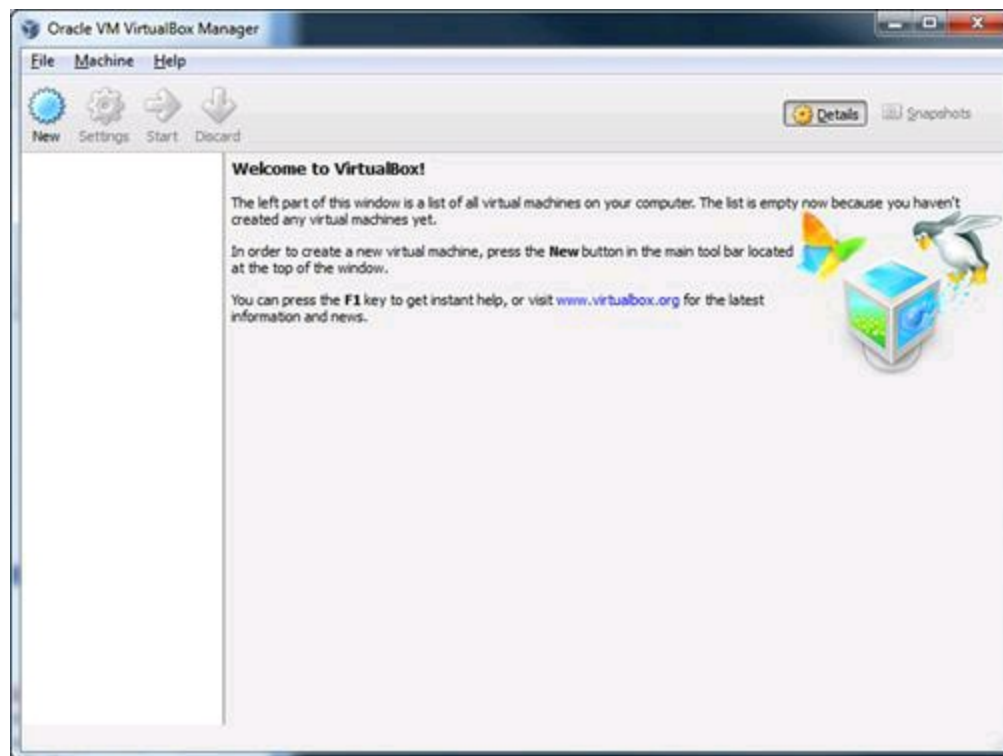 Oracle VM VirtualBox Manager
File Machine Help
New Settings Start Discard
Details Snapshots
Welcome to VirtualBox!
The left part of this window is a list of all virtual machines on your computer. The list is empty now because you haven't
created any virtual machines yet.
In order to create a new virtual machine, press the New button in the main tool bar located
at the top of the window.
You can press the F1 key to get instant help, or visit www.virtualbox.org for the latest
information and news.